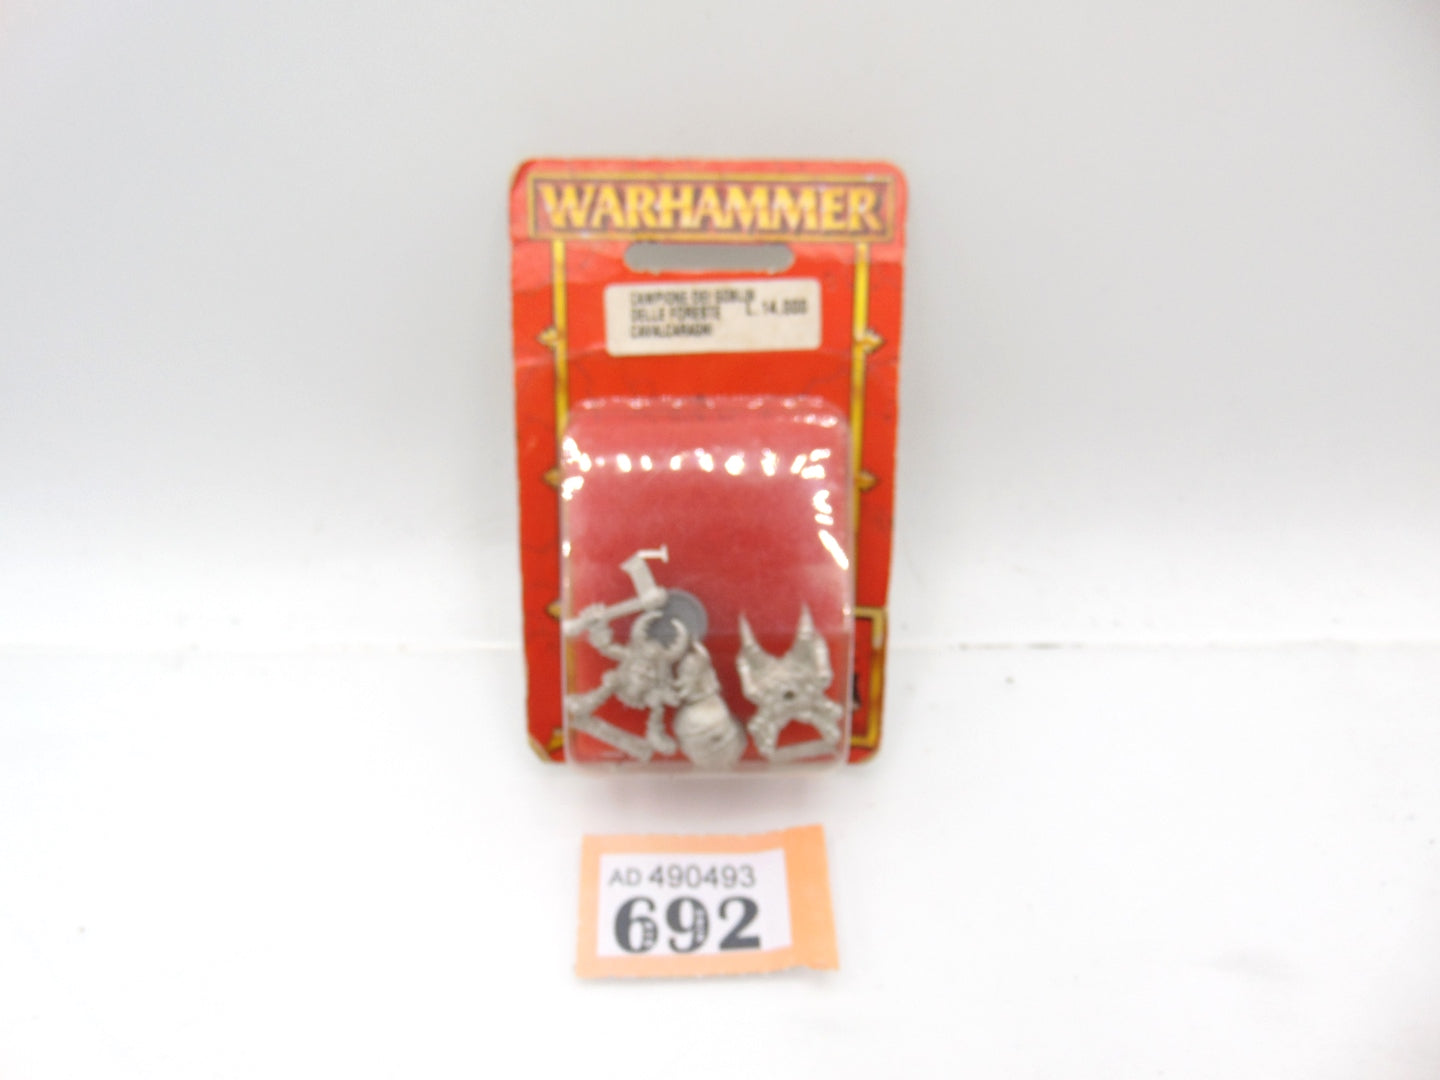 WARHAMMER
CAMPIONE DEI GOBLIN
DELLE FORESTE L. 14.000
CAVALCARAGNI
AD 490493
692